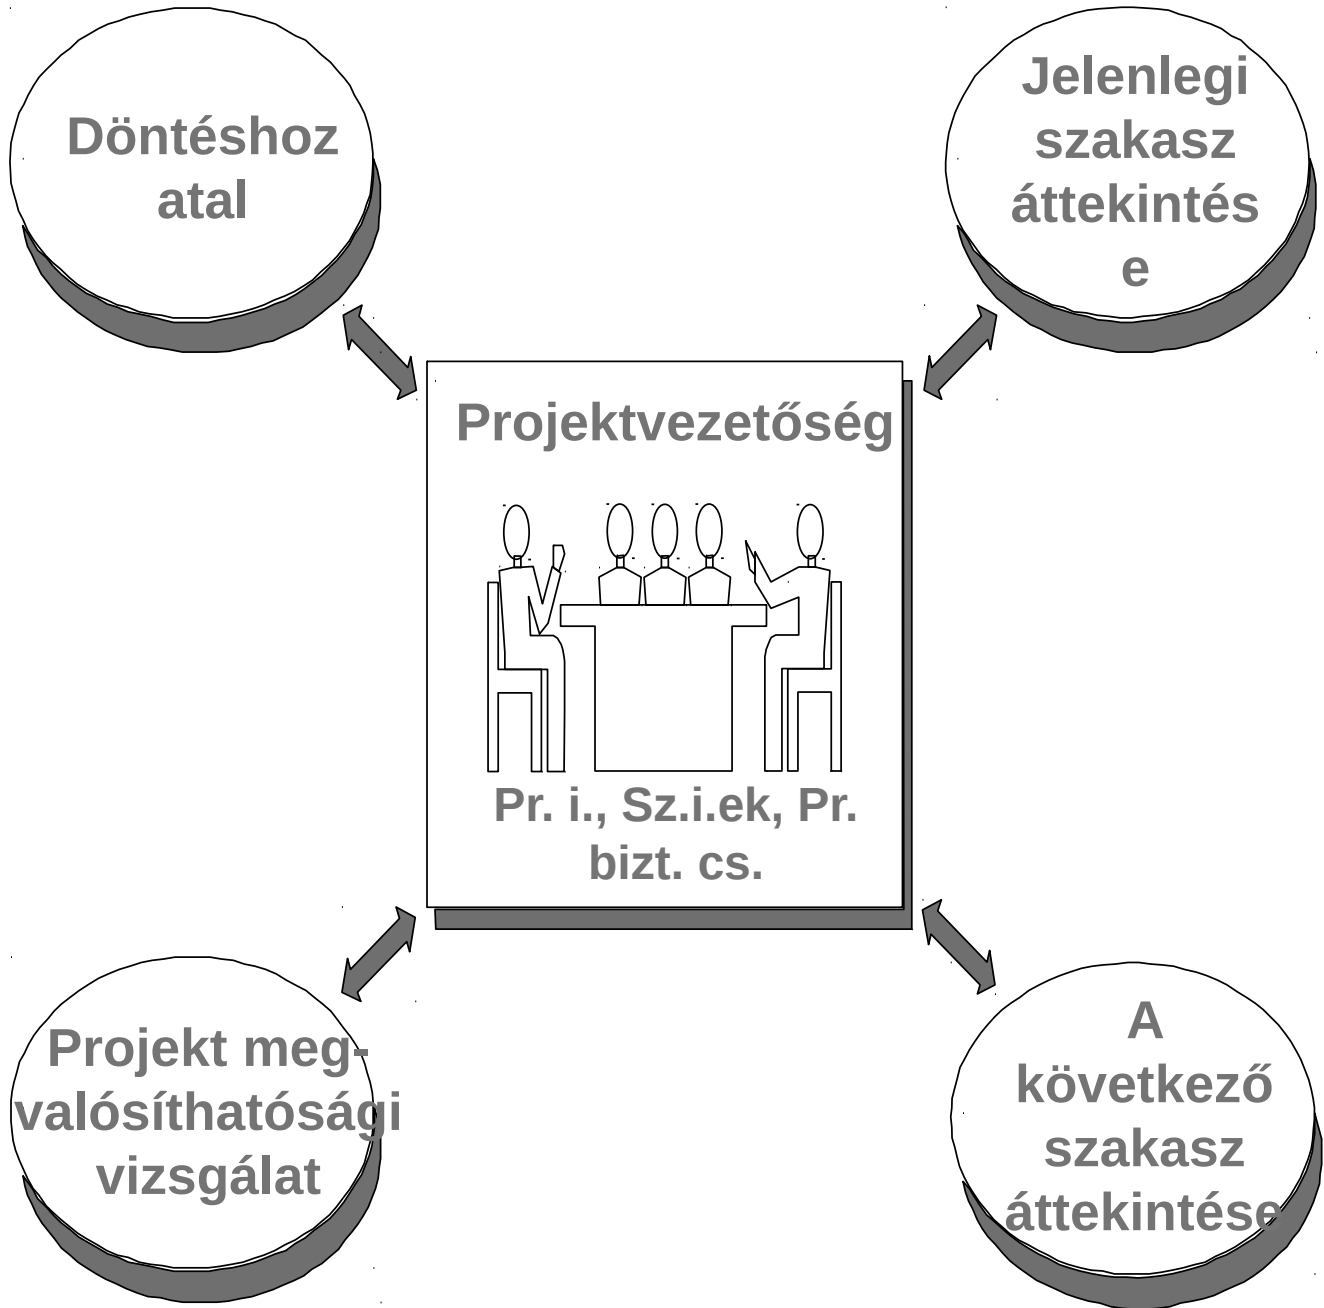 Döntéshoz
atal
Jelenlegi
szakasz
áttekintés
e
Projektvezetőség
Pr. i., Sz.i.ek, Pr.
bizt. cs.
Projekt meg-
valósíthatósági
vizsgálat
A
következő
szakasz
áttekintése